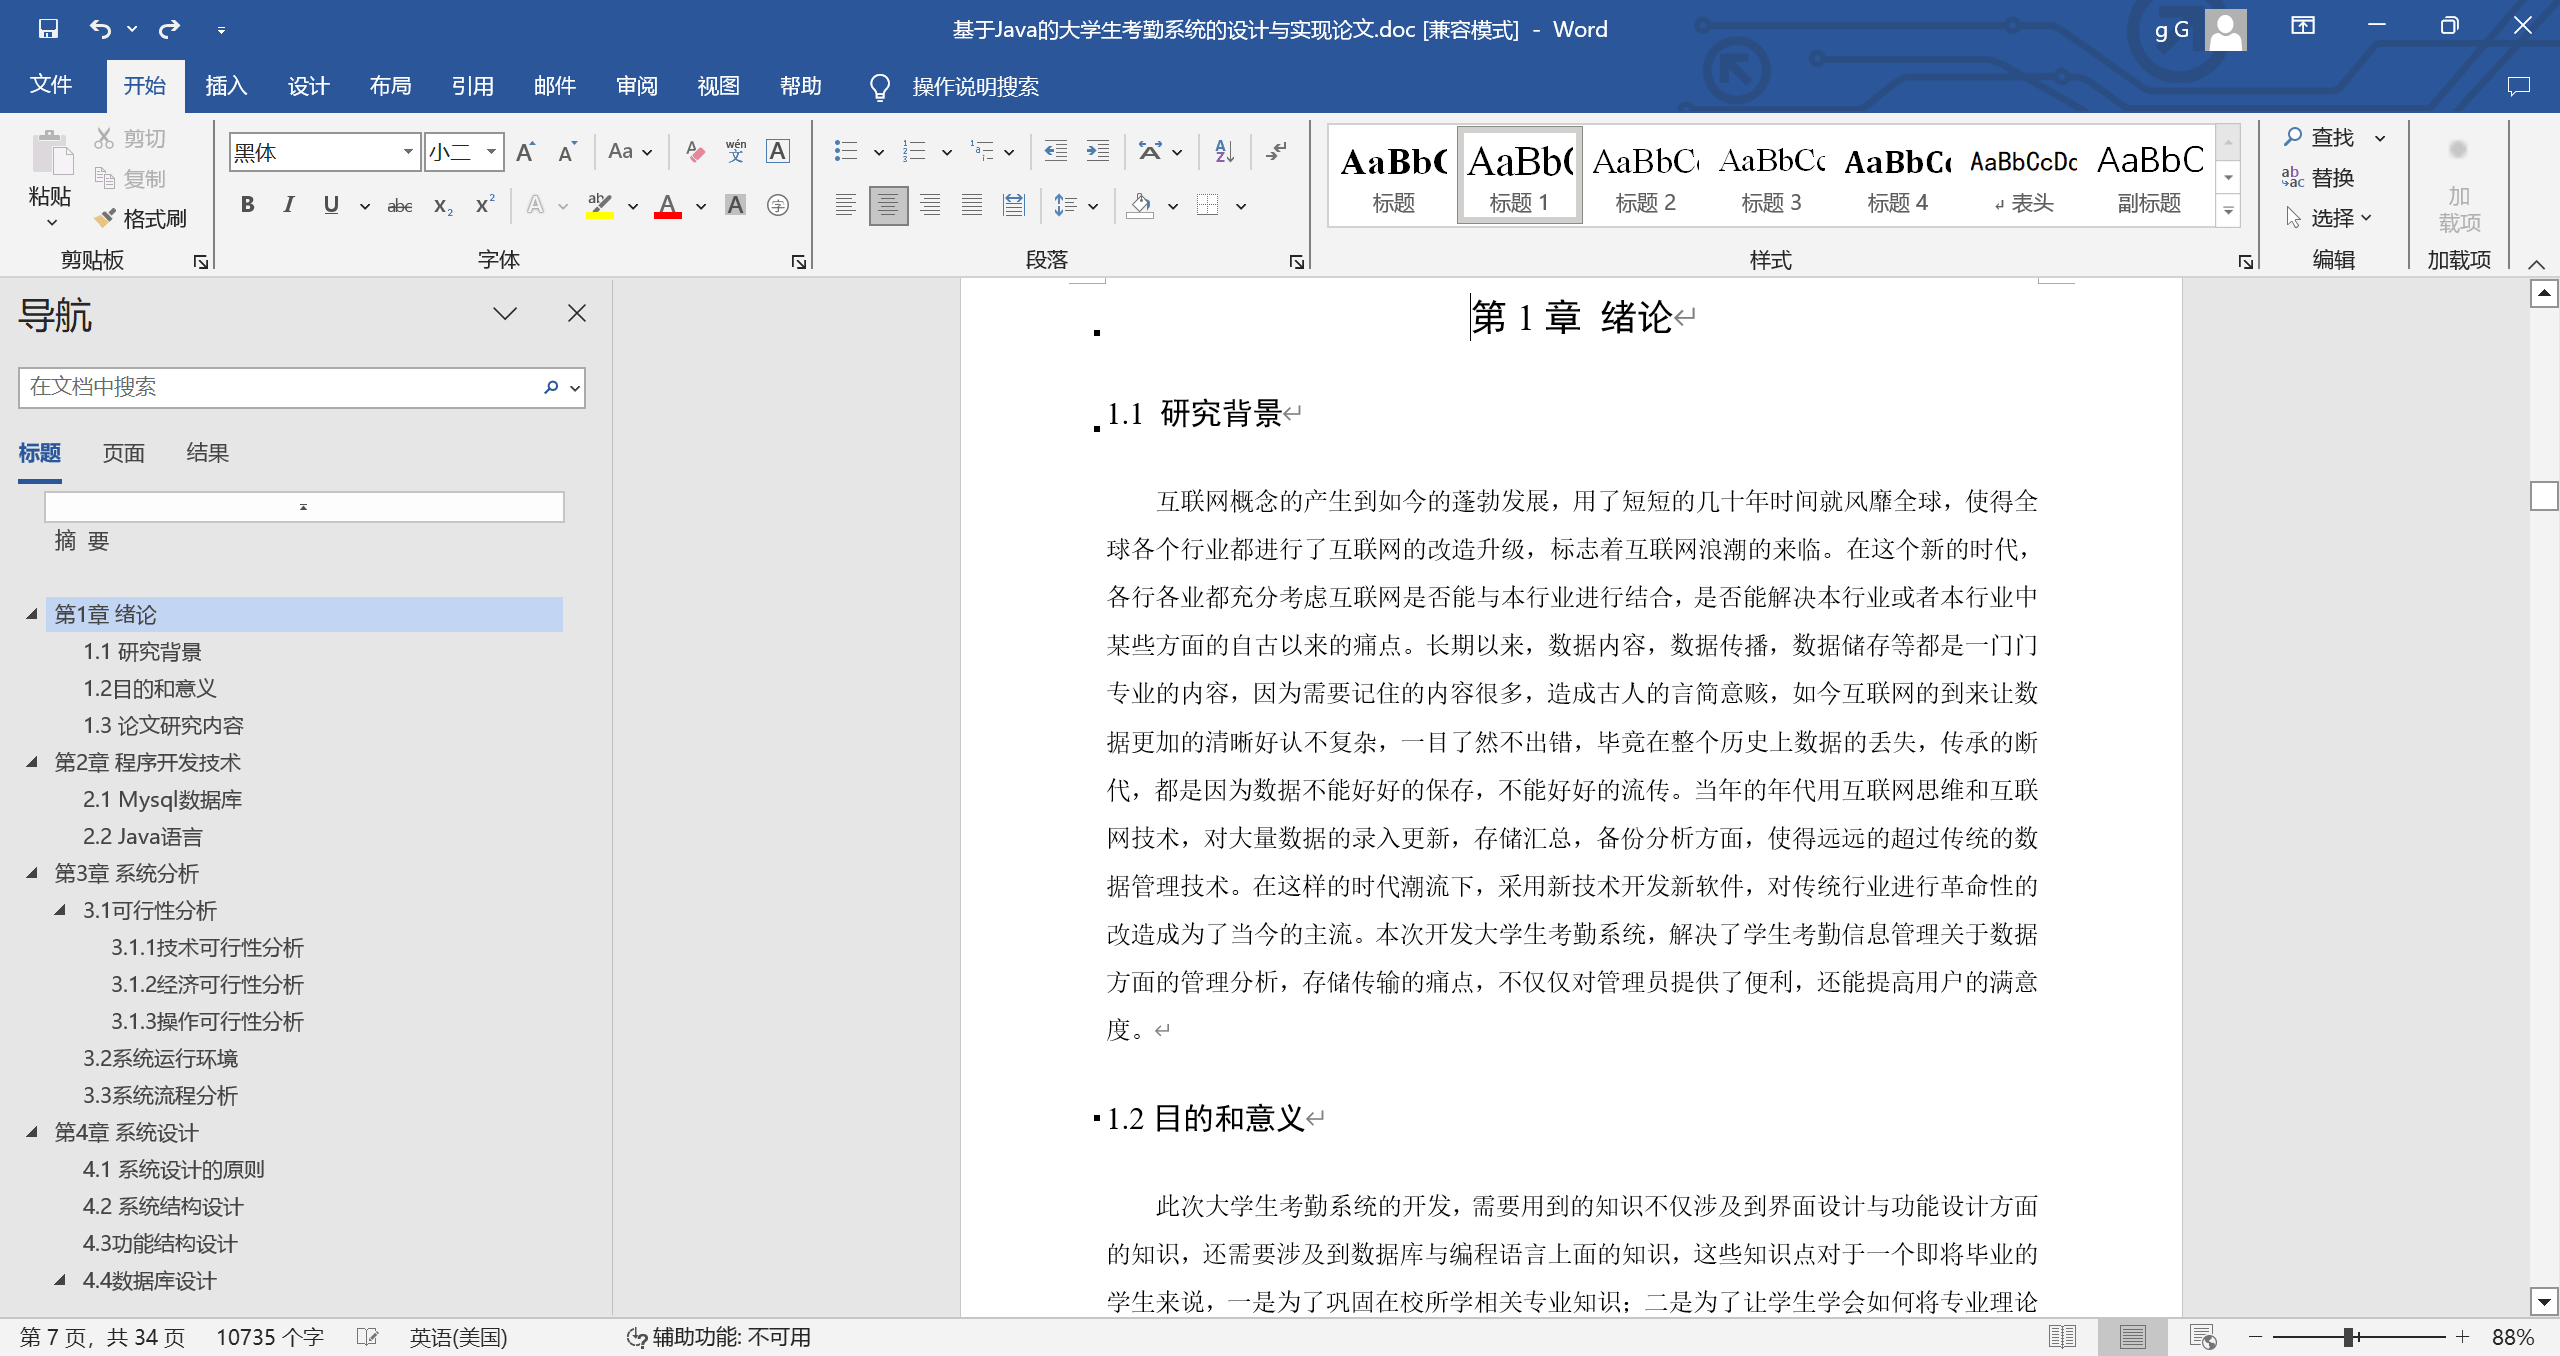 基于Java的大学生考勤系统的设计与实现论文.doc [兼容模式] - Word
g G
文件 开始 插入 设计 布局 引用 邮件 审阅 视图 帮助 操作说明搜索
粘贴 剪切 复制 格式刷
剪贴板
黑体 小二
字体
段落
AaBbC AaBb( AaBbC AaBbCc AaBbCc AaBbCcDc AaBbC
标题 标题 1 标题 2 标题 3 标题 4 ↲表头 副标题
样式
查找
替换
选择
编辑
加
载项
加载项
导航
在文档中搜索
标题 页面 结果
摘 要
第1章 绪论
1.1 研究背景
1.2目的和意义
1.3 论文研究内容
第2章 程序开发技术
2.1 Mysql数据库
2.2 Java语言
第3章 系统分析
3.1可行性分析
3.1.1技术可行性分析
3.1.2经济可行性分析
3.1.3操作可行性分析
3.2系统运行环境
3.3系统流程分析
第4章 系统设计
4.1 系统设计的原则
4.2 系统结构设计
4.3功能结构设计
4.4数据库设计
第 1 章 绪论
1.1 研究背景
互联网概念的产生到如今的蓬勃发展，用了短短的几十年时间就风靡全球，使得全
球各个行业都进行了互联网的改造升级，标志着互联网浪潮的来临。在这个新的时代，
各行各业都充分考虑互联网是否能与本行业进行结合，是否能解决本行业或者本行业中
某些方面的自古以来的痛点。长期以来，数据内容，数据传播，数据储存等都是一门门
专业的内容，因为需要记住的内容很多，造成古人的言简意赅，如今互联网的到来让数
据更加的清晰好认不复杂，一目了然不出错，毕竟在整个历史上数据的丢失，传承的断
代，都是因为数据不能好好的保存，不能好好的流传。当年的年代用互联网思维和互联
网技术，对大量数据的录入更新，存储汇总，备份分析方面，使得远远的超过传统的数
据管理技术。在这样的时代潮流下，采用新技术开发新软件，对传统行业进行革命性的
改造成为了当今的主流。本次开发大学生考勤系统，解决了学生考勤信息管理关于数据
方面的管理分析，存储传输的痛点，不仅仅对管理员提供了便利，还能提高用户的满意
度。
1.2 目的和意义
此次大学生考勤系统的开发，需要用到的知识不仅涉及到界面设计与功能设计方面
的知识，还需要涉及到数据库与编程语言上面的知识，这些知识点对于一个即将毕业的
学生来说，一是为了巩固在校所学相关专业知识；二是为了让学生学会如何将专业理论
第 7 页，共 34 页 10735 个字 英语(美国) 辅助功能: 不可用 88%